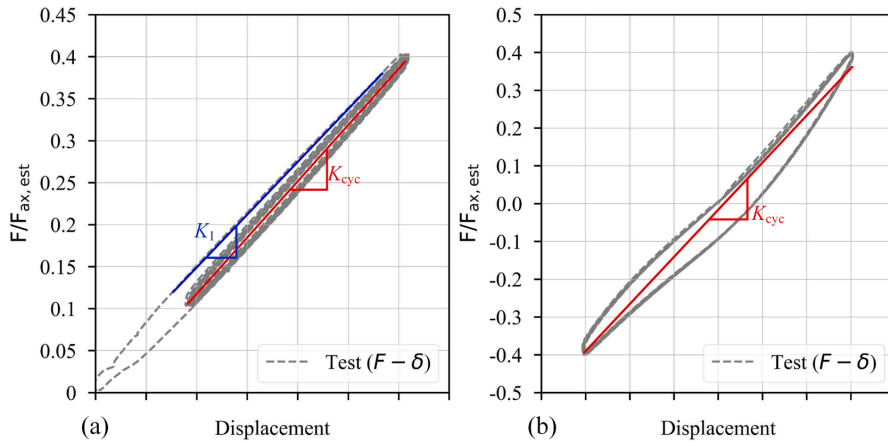 0.45
0.4
0.35
0.3
0.25
0.2
0.15
0.1
0.05
0
F/F_ax, est
K_1
K_cyc
Test (F − δ)
(a)
Displacement
0.5
0.4
0.3
0.2
0.1
0.0
-0.1
-0.2
-0.3
-0.4
-0.5
F/F_ax, est
K_cyc
Test (F − δ)
(b)
Displacement